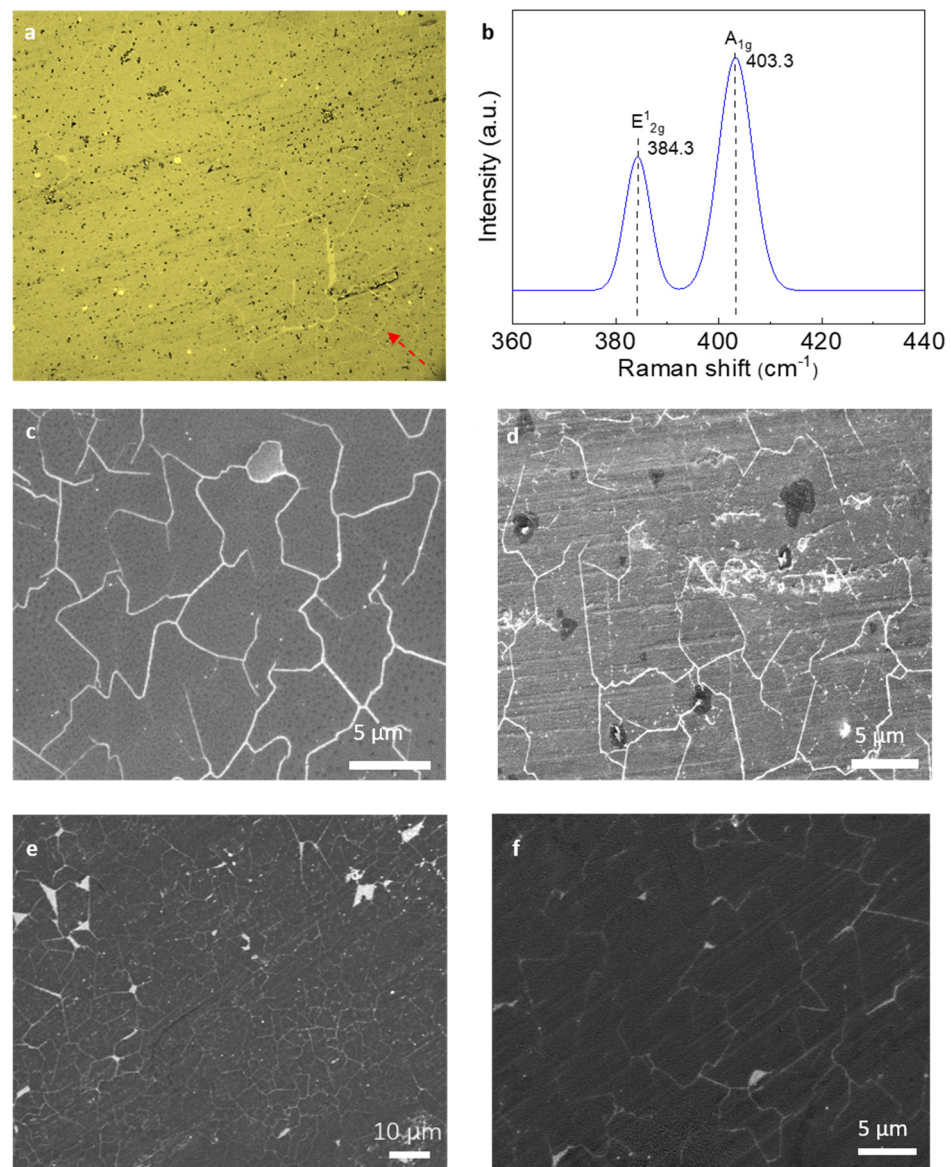 a
b
A1g
403.3
E¹2g
384.3
Intensity (a.u.)
360 380 400 420 440
Raman shift (cm⁻¹)
c
5 µm
d
5 µm
e
10 µm
f
5 µm